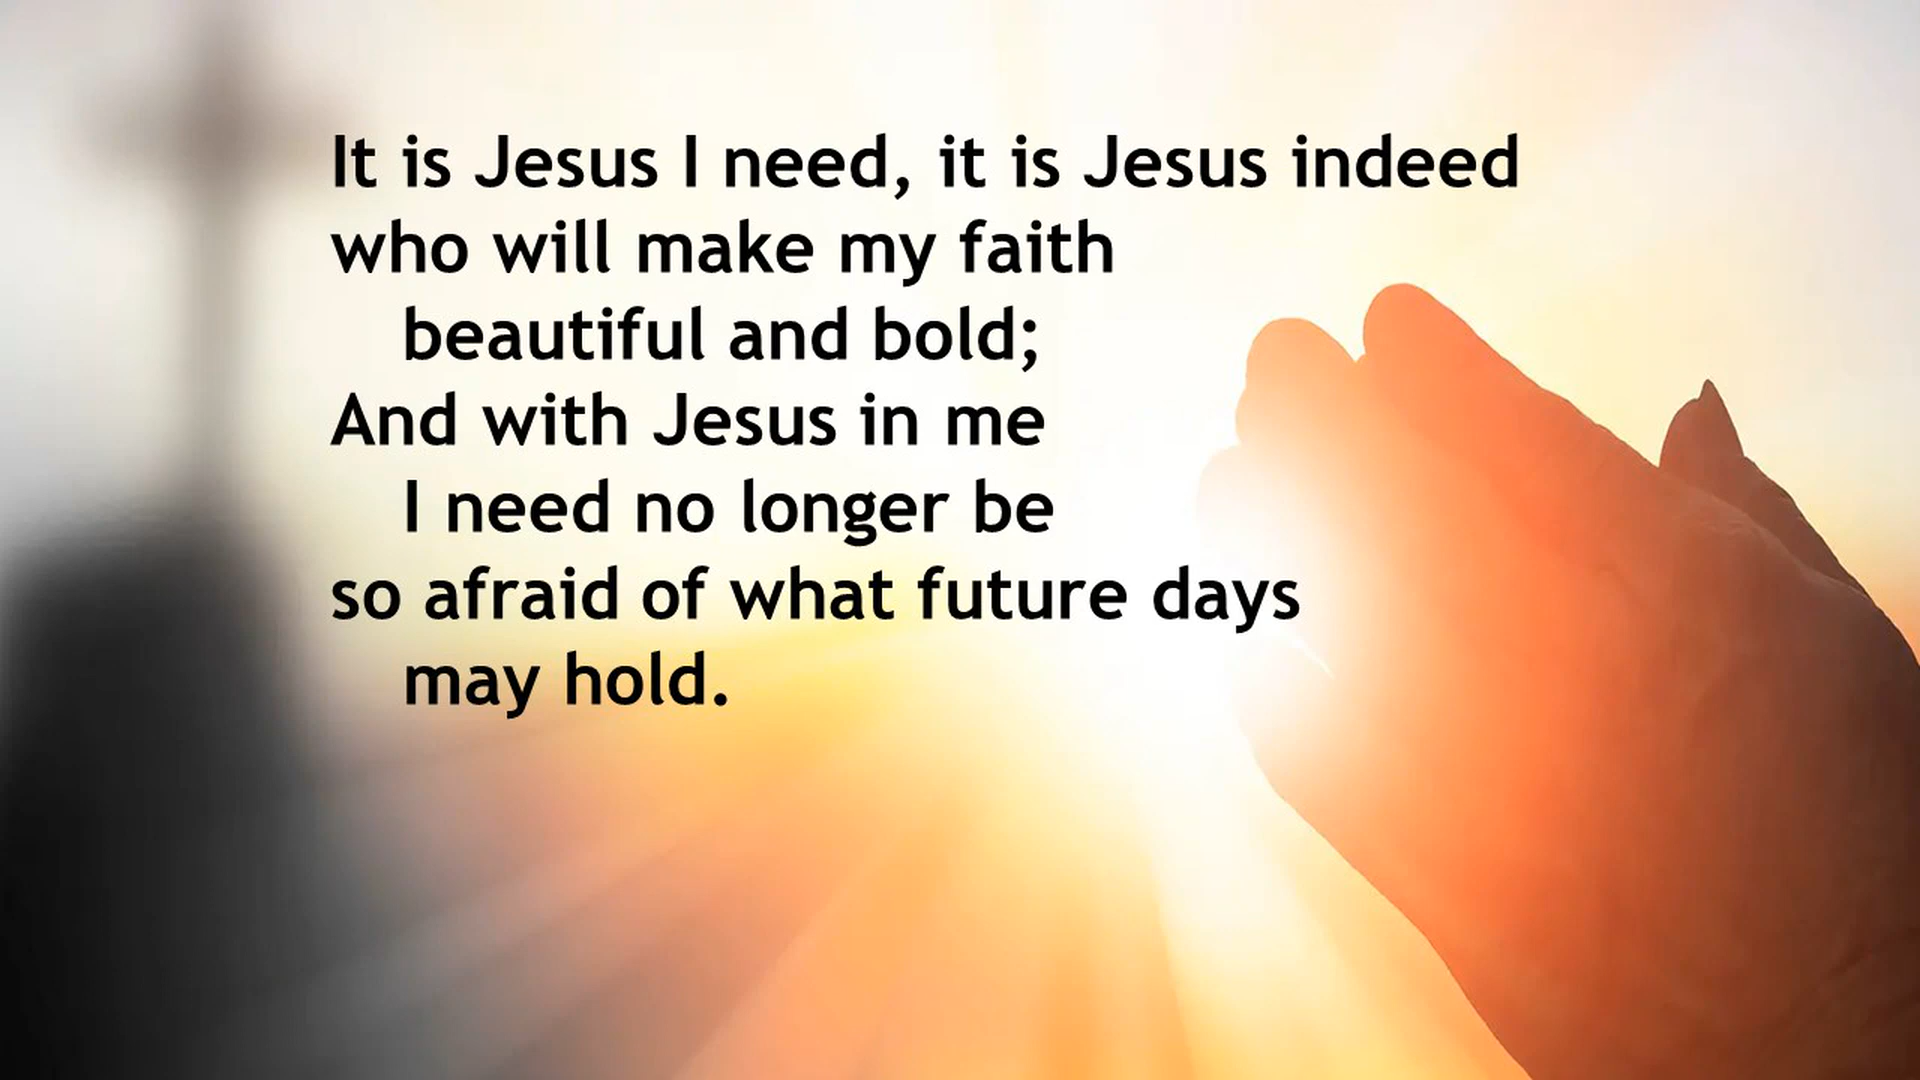 It is Jesus I need, it is Jesus indeed
who will make my faith
beautiful and bold;
And with Jesus in me
I need no longer be
so afraid of what future days
may hold.